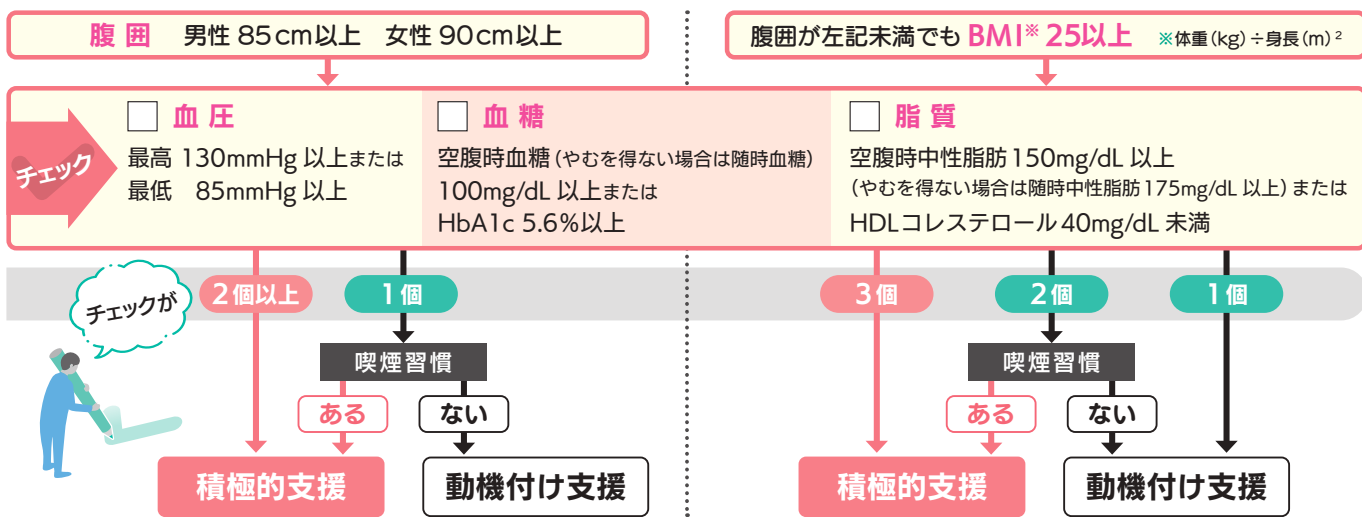 腹囲 男性 85cm以上 女性 90cm以上
腹囲が左記未満でも BMI※ 25以上 ※体重(kg)÷身長(m)²
チェック
血圧
最高 130mmHg 以上または
最低 85mmHg 以上
血糖
空腹時血糖(やむを得ない場合は随時血糖)
100mg/dL 以上または
HbA1c 5.6%以上
脂質
空腹時中性脂肪 150mg/dL 以上
(やむを得ない場合は随時中性脂肪 175mg/dL 以上)または
HDLコレステロール 40mg/dL 未満
チェックが
2個以上
1個
喫煙習慣
ある
ない
積極的支援
動機付け支援
3個
2個
1個
喫煙習慣
ある
ない
積極的支援
動機付け支援